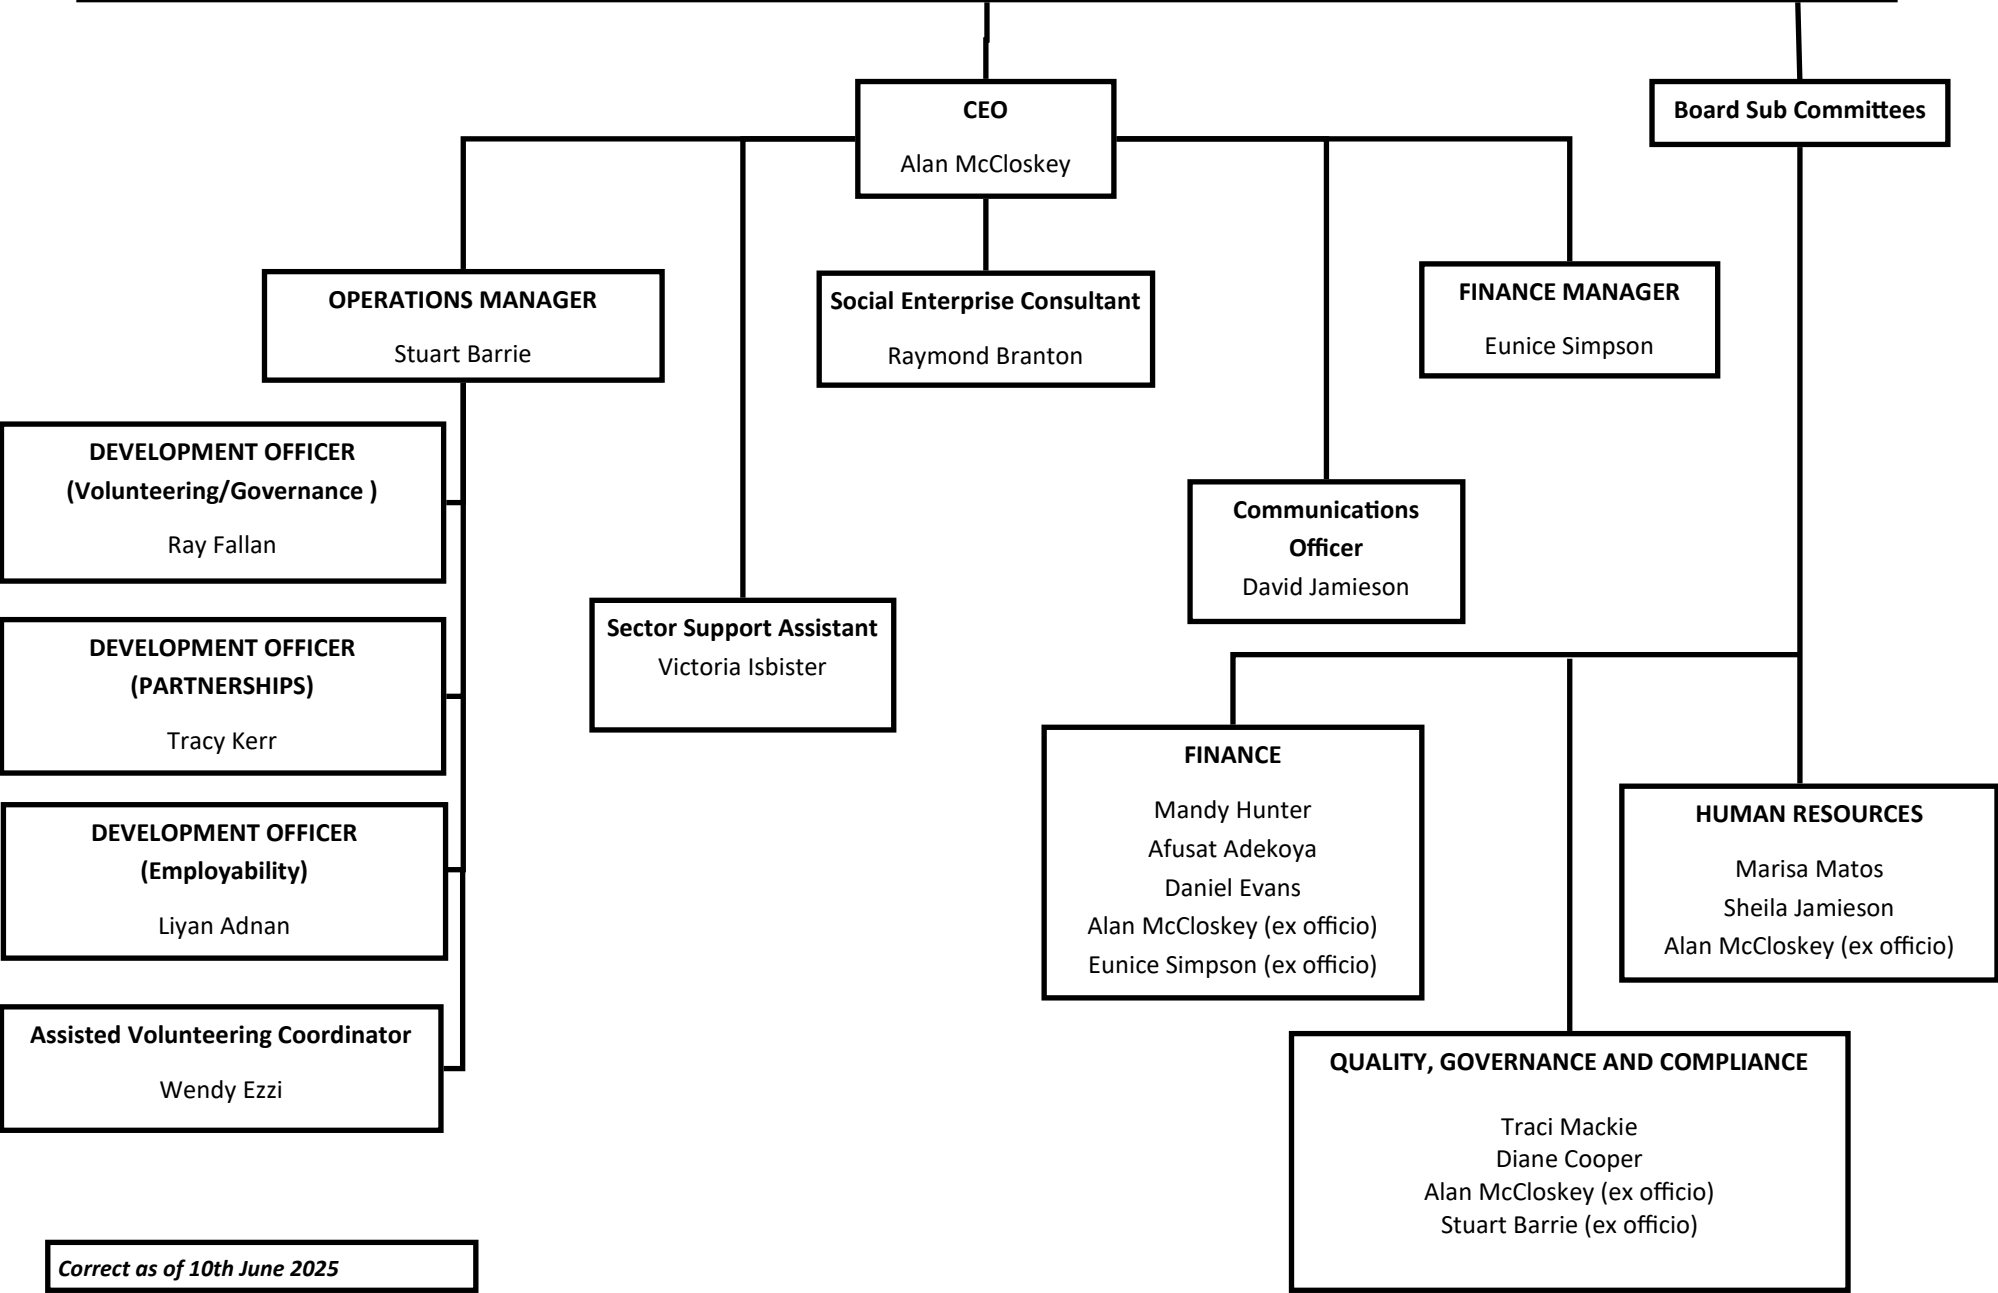 CEO
Alan McCloskey
Board Sub Committees
OPERATIONS MANAGER
Stuart Barrie
Social Enterprise Consultant
Raymond Branton
FINANCE MANAGER
Eunice Simpson
DEVELOPMENT OFFICER
(Volunteering/Governance )
Ray Fallan
Communications
Officer
David Jamieson
DEVELOPMENT OFFICER
(PARTNERSHIPS)
Tracy Kerr
Sector Support Assistant
Victoria Isbister
DEVELOPMENT OFFICER
(Employability)
Liyan Adnan
FINANCE
Mandy Hunter
Afusat Adekoya
Daniel Evans
Alan McCloskey (ex officio)
Eunice Simpson (ex officio)
HUMAN RESOURCES
Marisa Matos
Sheila Jamieson
Alan McCloskey (ex officio)
Assisted Volunteering Coordinator
Wendy Ezzi
QUALITY, GOVERNANCE AND COMPLIANCE
Traci Mackie
Diane Cooper
Alan McCloskey (ex officio)
Stuart Barrie (ex officio)
Correct as of 10th June 2025